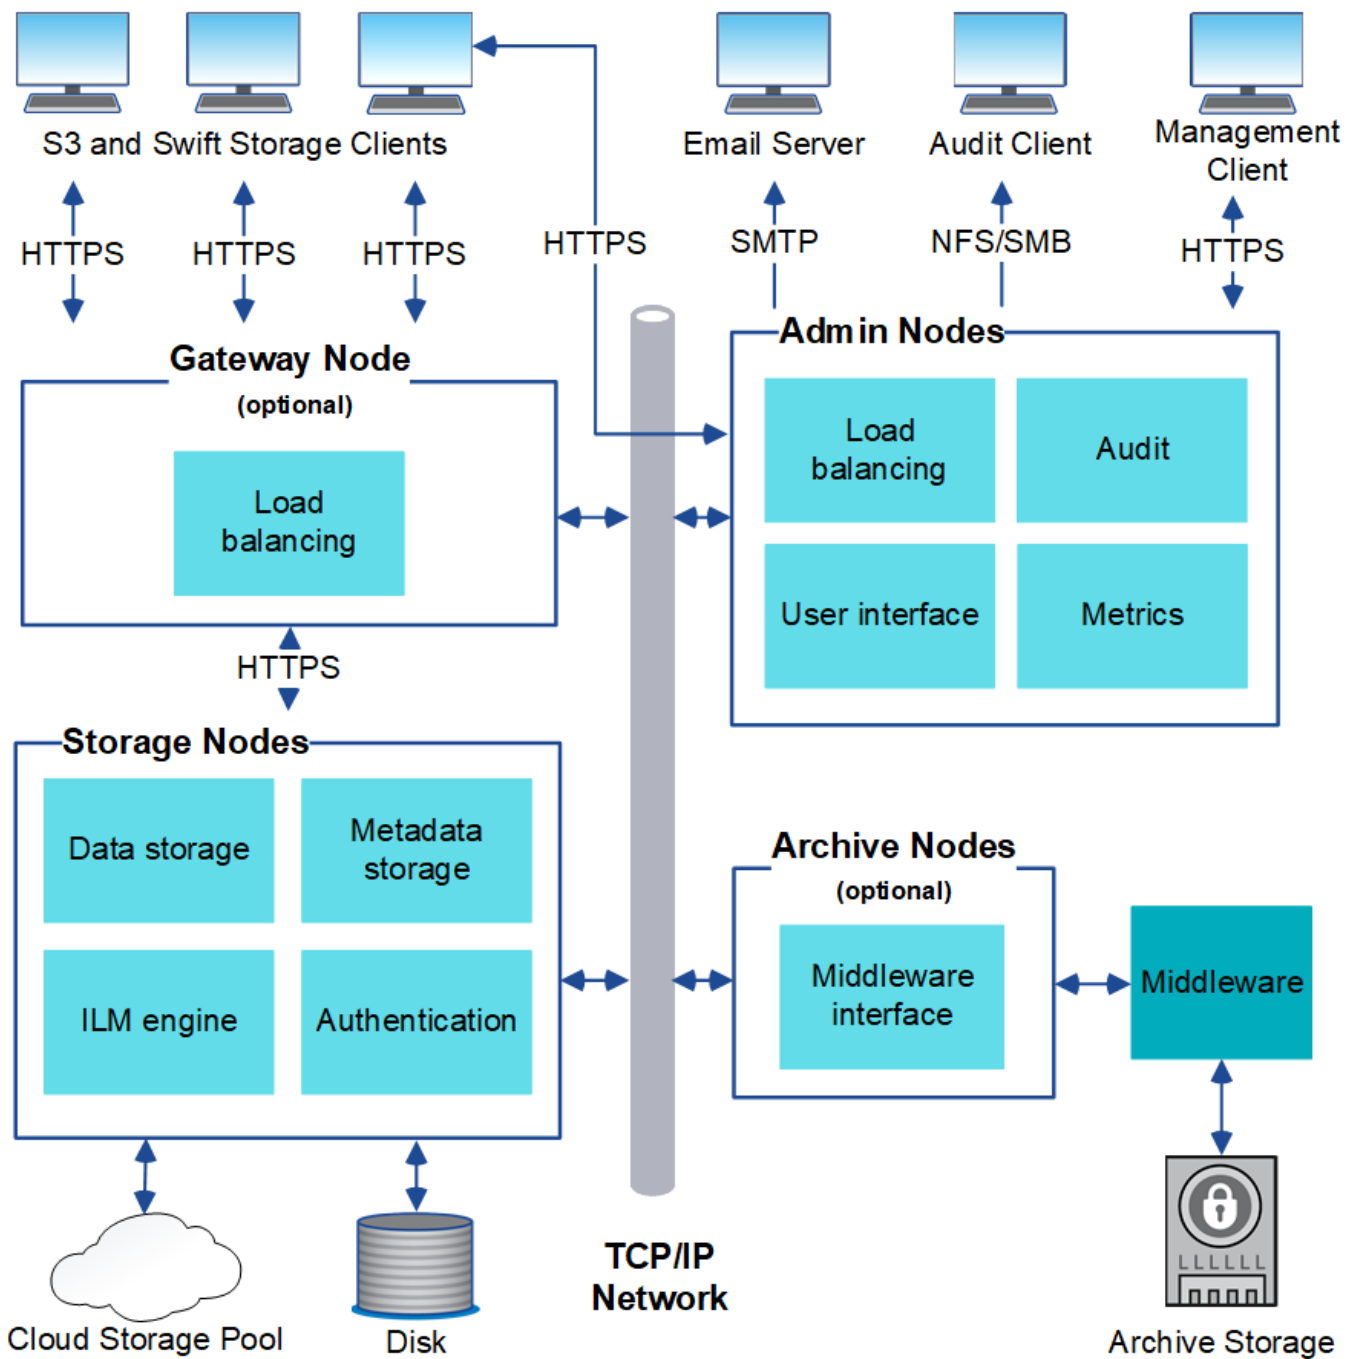 S3 and Swift Storage Clients
Email Server
Audit Client
Management
Client
HTTPS
HTTPS
HTTPS
HTTPS
SMTP
NFS/SMB
HTTPS
Gateway Node
(optional)
Load
balancing
Admin Nodes
Load
balancing
Audit
User interface
Metrics
HTTPS
Storage Nodes
Data storage
Metadata
storage
ILM engine
Authentication
Archive Nodes
(optional)
Middleware
interface
Middleware
TCP/IP
Network
LLLLLL
Cloud Storage Pool
Disk
Archive Storage